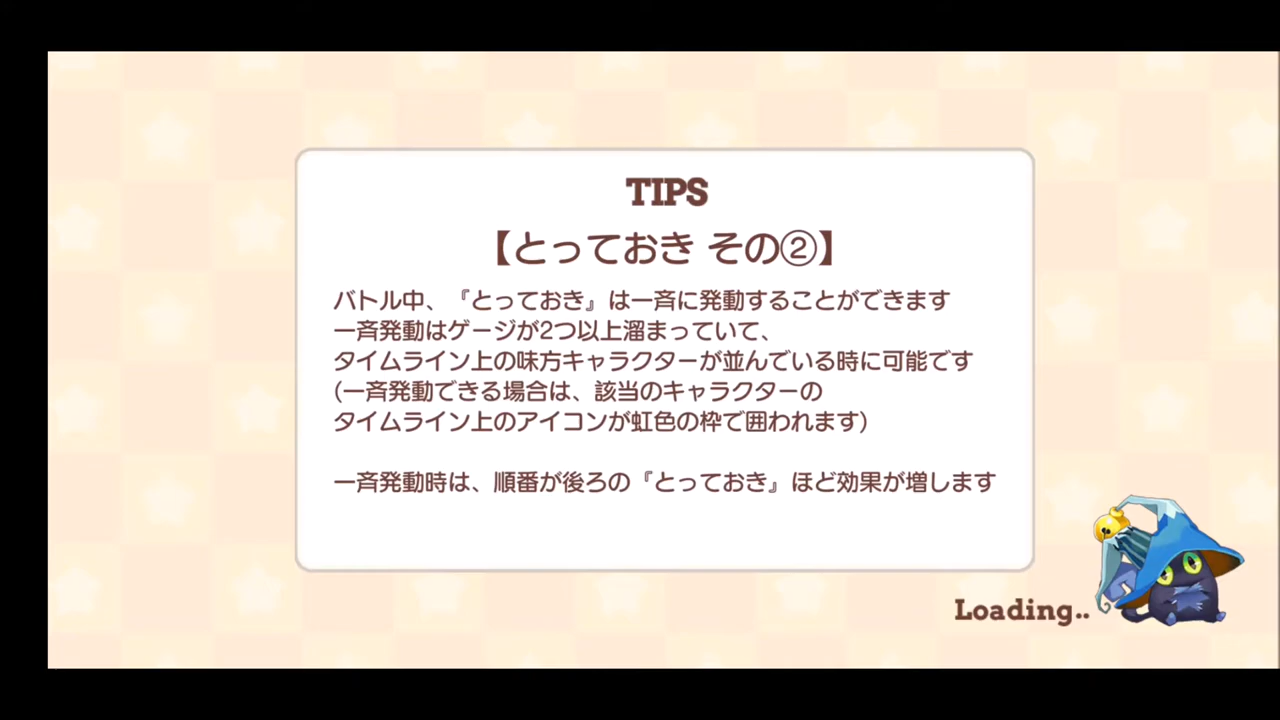 TIPS
【とっておき その②】
バトル中、『とっておき』は一斉に発動することができます
一斉発動はゲージが2つ以上溜まっていて、
タイムライン上の味方キャラクターが並んでいる時に可能です
(一斉発動できる場合は、該当のキャラクターの
タイムライン上のアイコンが虹色の枠で囲われます)
一斉発動時は、順番が後ろの『とっておき』ほど効果が増します
Loading..